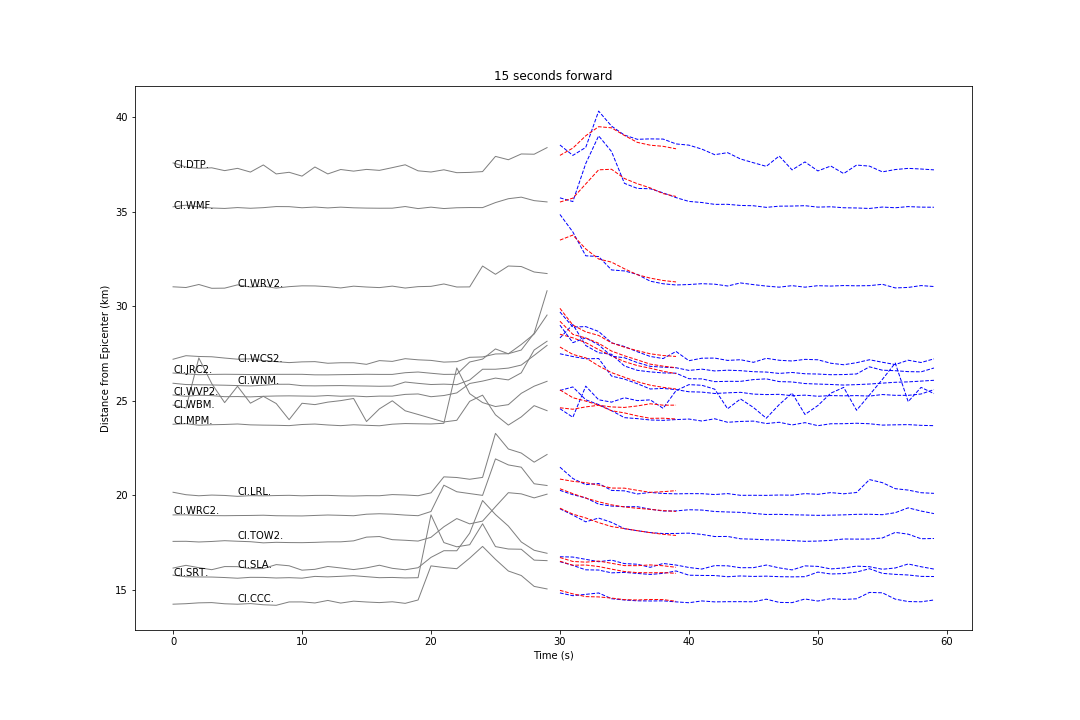 15 seconds forward
Distance from Epicenter (km)
40
35
30
25
20
15
CI.DTP.
CI.WMF.
CI.WRV2.
CI.WCS2.
CI.JRC2.
CI.WNM.
CI.WVP2.
CI.WBM.
CI.MPM.
CI.LRL.
CI.WRC2.
CI.TOW2.
CI.SLA.
CI.SRT.
CI.CCC.
0 10 20 30 40 50 60
Time (s)